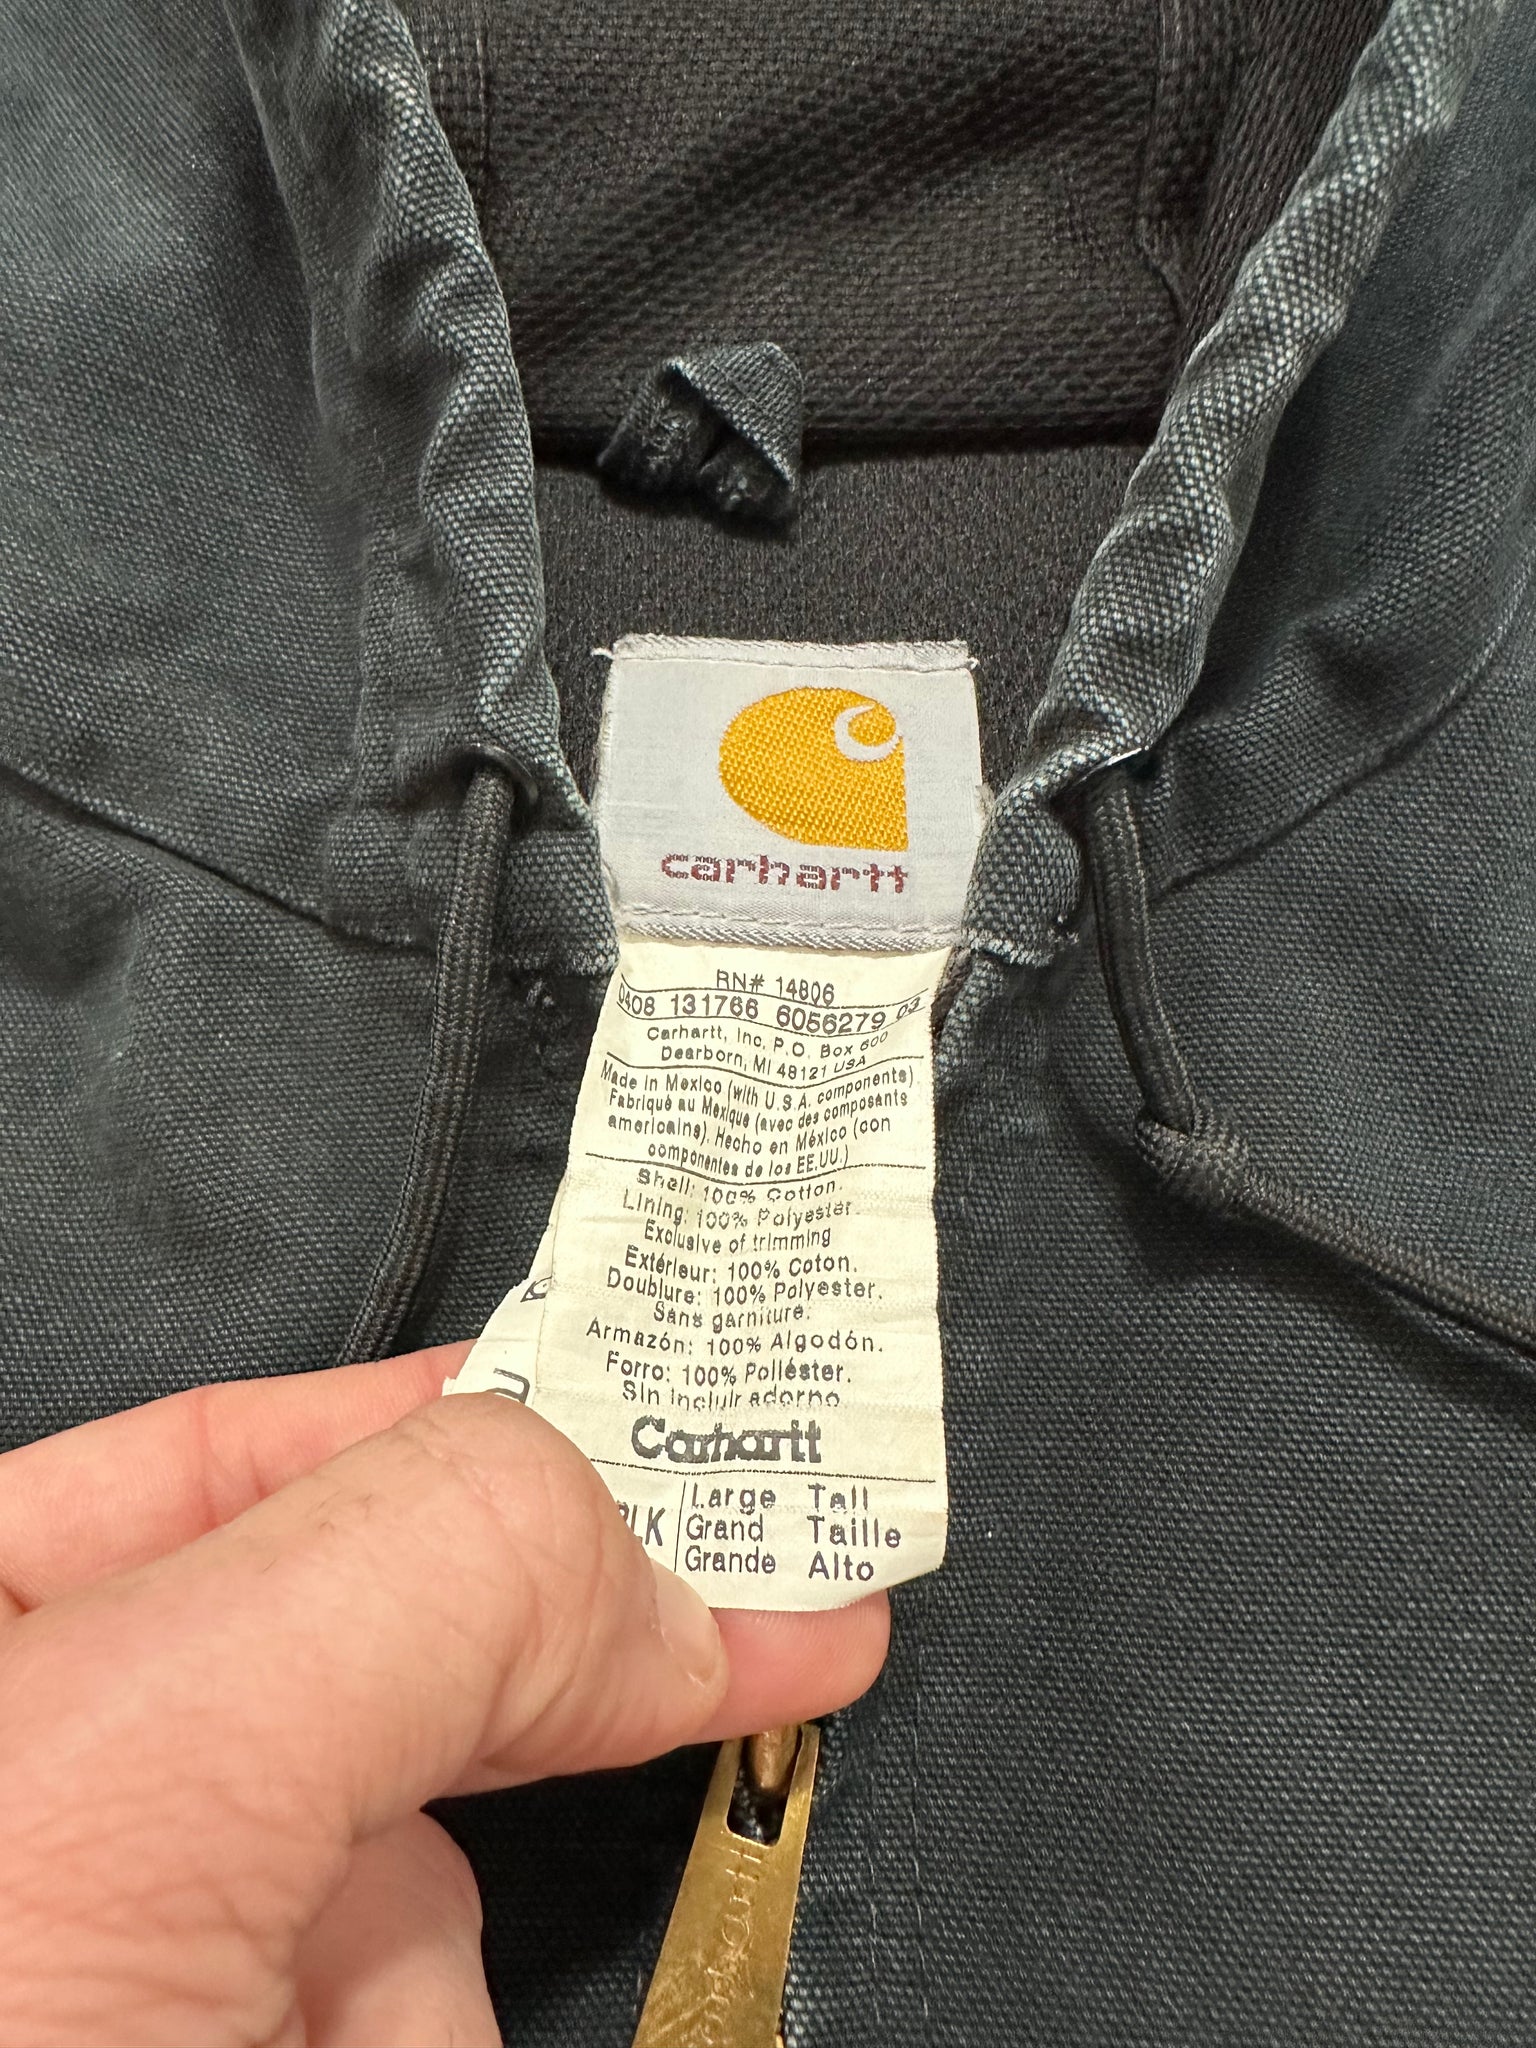 carhartt
RN# 14806
0408 131766 6056279 03
Carhartt, Inc. P.O. Box 600
Dearborn, MI 48121 USA
Made in Mexico (with U.S.A. components)
Fabriqué au Mexique (avec des composants
americains). Hecho en México (con
componentes de los EE.UU.)
Shell: 100% Cotton.
Lining: 100% Polyester.
Exclusive of trimming
Extérieur: 100% Coton.
Doublure: 100% Polyester.
Sans garniture.
Armazón: 100% Algodón.
Forro: 100% Poliéster.
Sin incluir adorno
Carhartt
Large Tall
BLK Grand Taille
Grande Alto
Carhartt